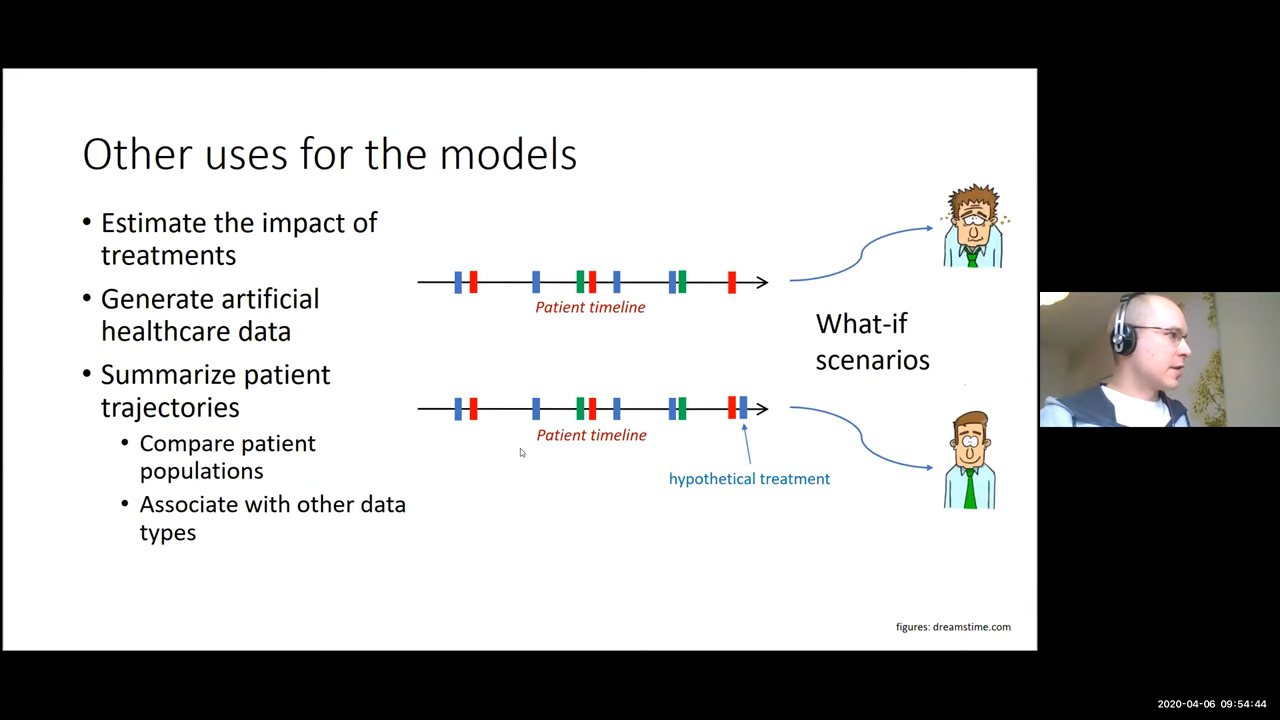 Other uses for the models
• Estimate the impact of
treatments
• Generate artificial
healthcare data
• Summarize patient
trajectories
• Compare patient
populations
• Associate with other data
types
Patient timeline
What-if
scenarios
Patient timeline
hypothetical treatment
figures: dreamstime.com
2020-04-06 09:54:44